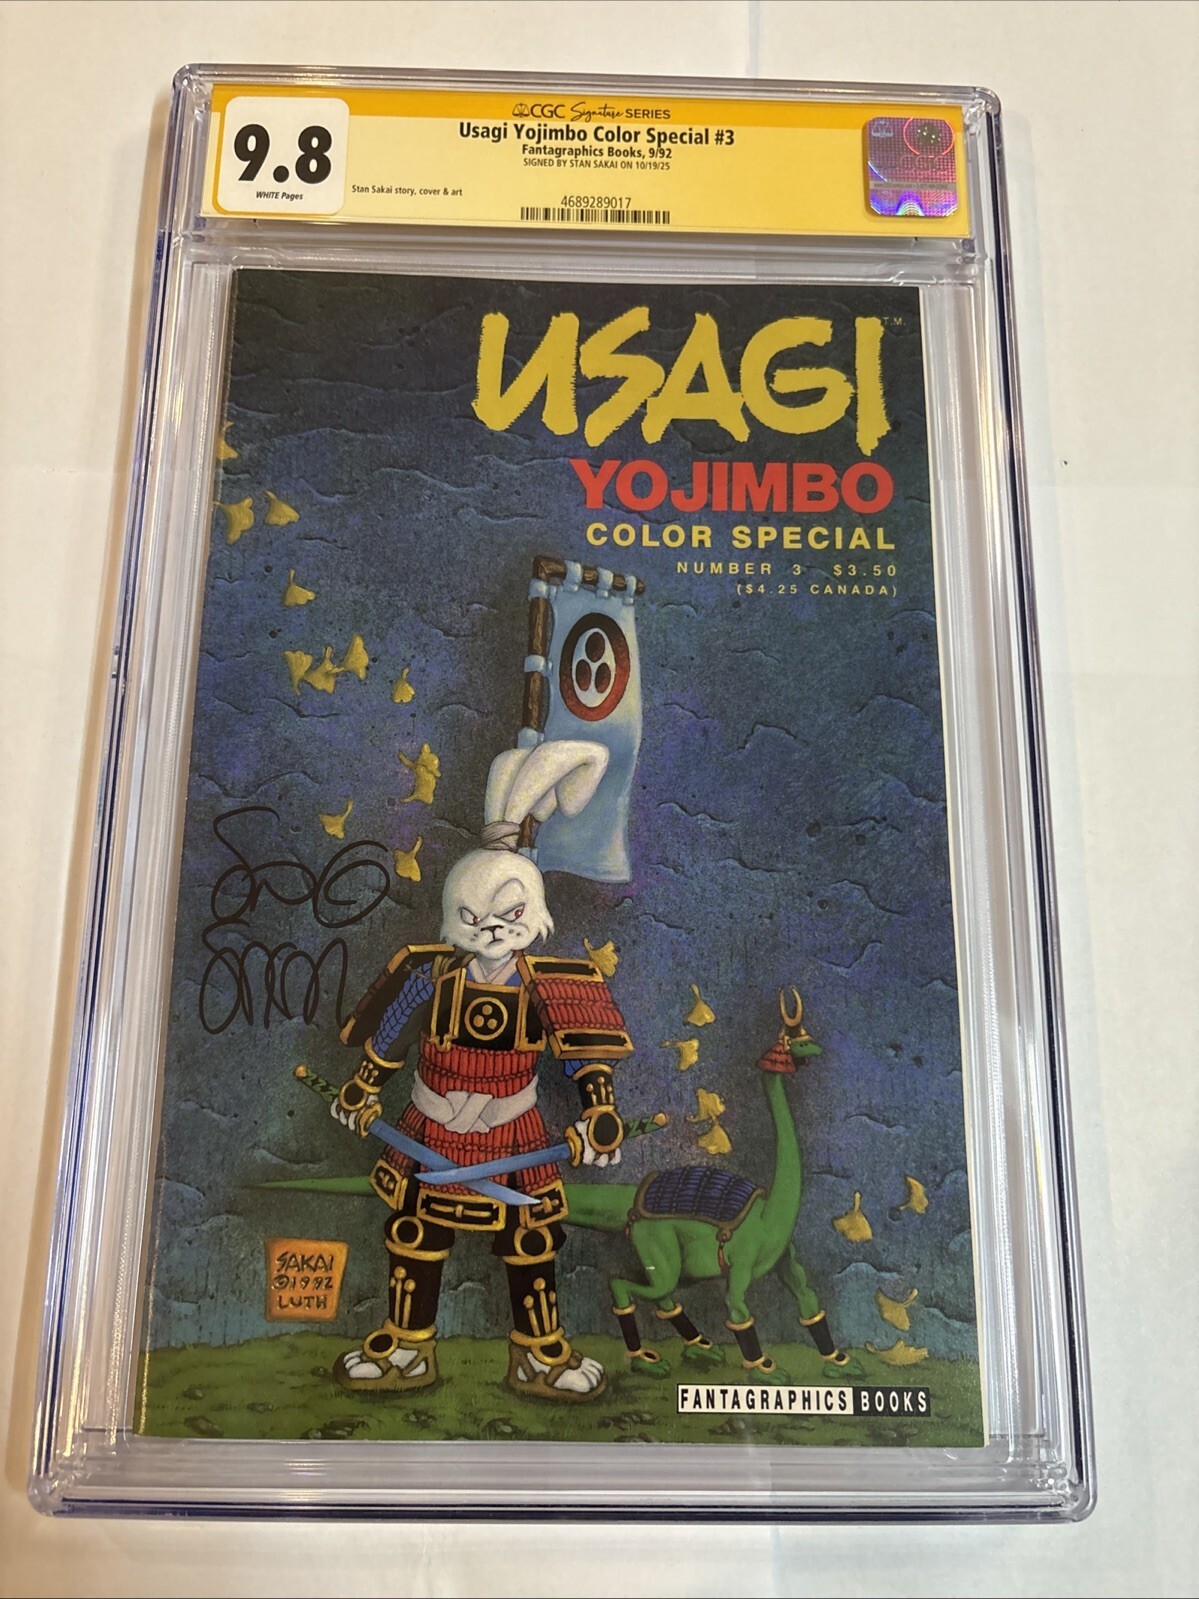 CGC Signature SERIES
Usagi Yojimbo Color Special #3
Fantagraphics Books, 9/92
SIGNED BY STAN SAKAI ON 10/19/25
9.8
WHITE Pages
Stan Sakai story, cover & art
4689289017
USAGI T.M.
YOJIMBO
COLOR SPECIAL
NUMBER 3 $3.50
($4.25 CANADA)
SAKAI
©1992
LUTH
FANTAGRAPHICS BOOKS